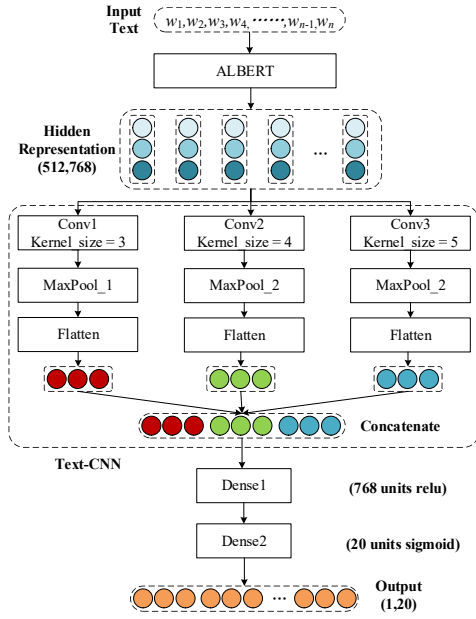 Input
Text
w1,w2,w3,w4,······,wn-1,wn
ALBERT
Hidden
Representation
(512,768)
...
Conv1
Kernel_size = 3
Conv2
Kernel_size = 4
Conv3
Kernel_size = 5
MaxPool_1
MaxPool_2
MaxPool_2
Flatten
Flatten
Flatten
Concatenate
Text-CNN
Dense1
(768 units relu)
Dense2
(20 units sigmoid)
Output
(1,20)
...